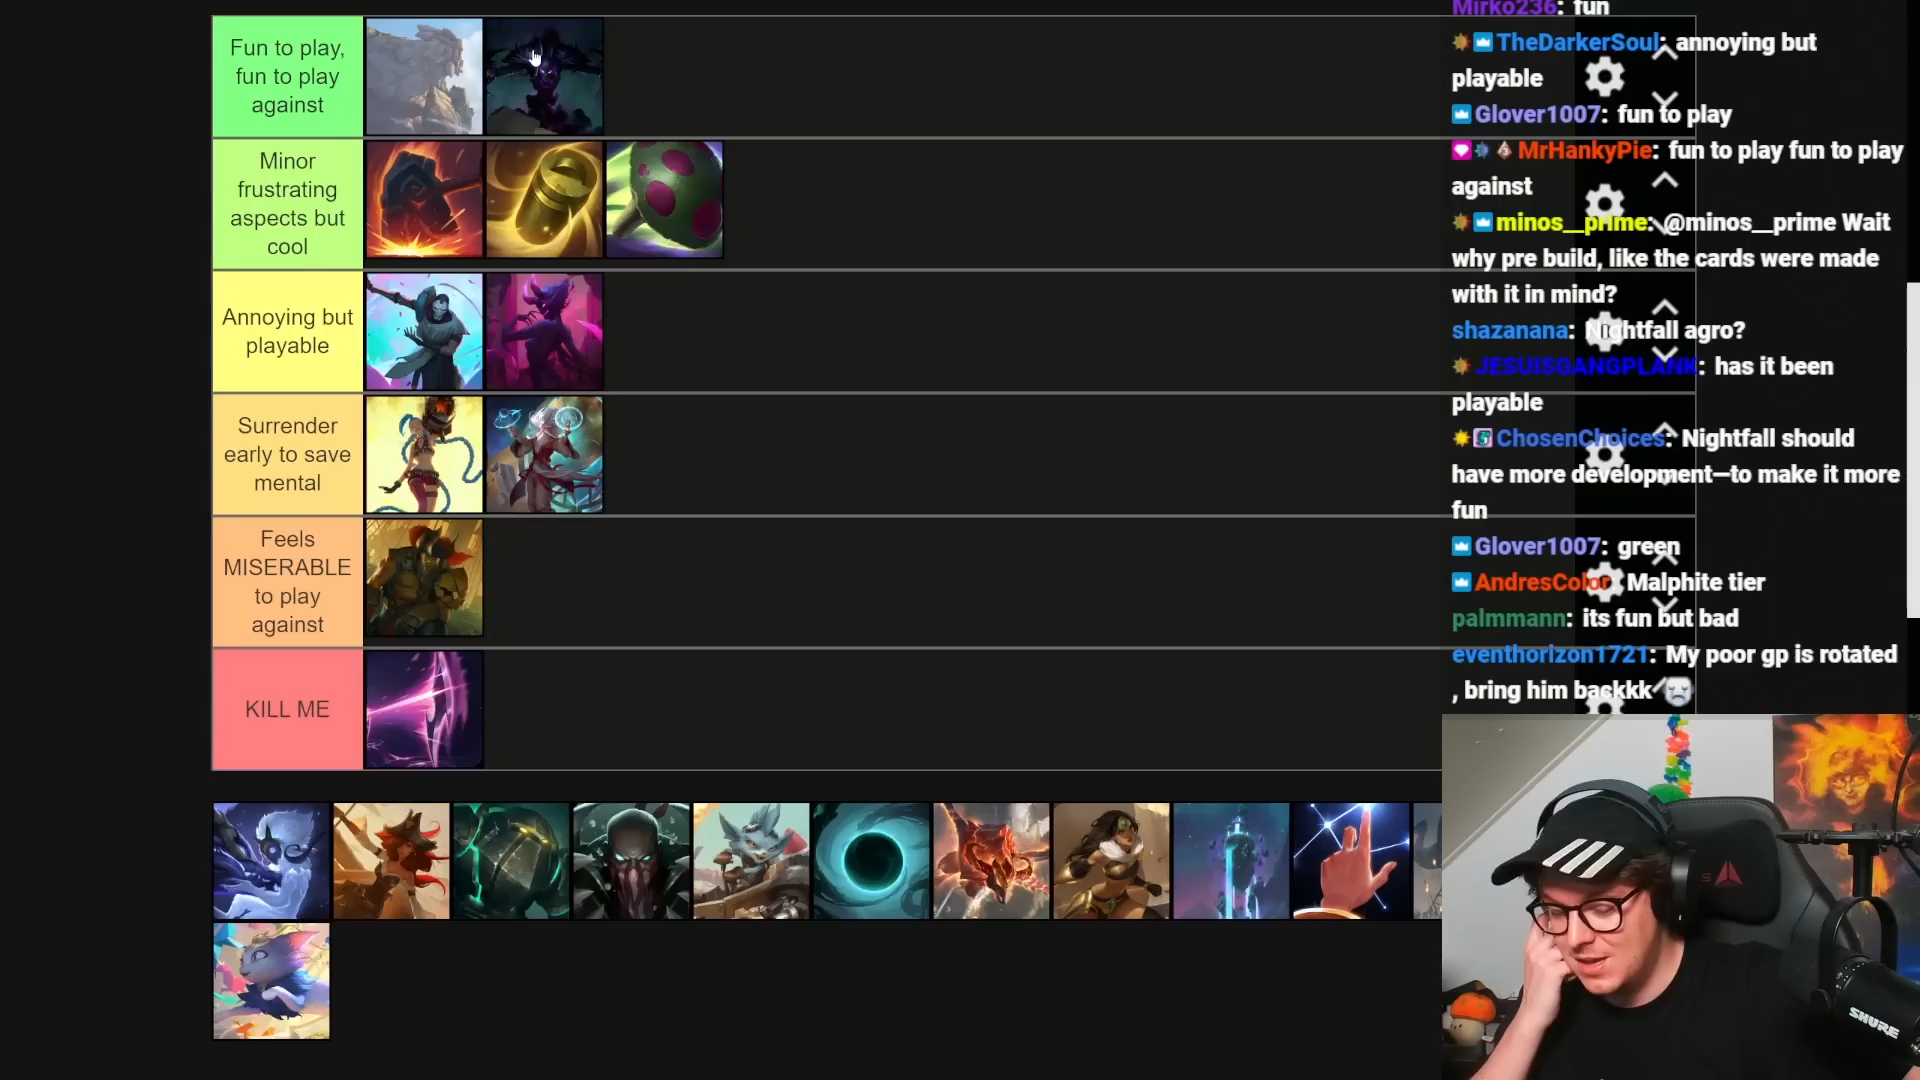 Fun to play,
fun to play
against
Minor
frustrating
aspects but
cool
Annoying but
playable
Surrender
early to save
mental
Feels
MISERABLE
to play
against
KILL ME
Mirko236: fun
TheDarkerSoul: annoying but
playable
Glover1007: fun to play
MrHankyPie: fun to play fun to play
against
minos__prime: @minos__prime Wait
why pre build, like the cards were made
with it in mind?
shazanana: Nightfall agro?
JESUISGANGPLANK: has it been
playable
ChosenChoices: Nightfall should
have more development—to make it more
fun
Glover1007: green
AndresColor: Malphite tier
palmmann: its fun but bad
eventhorizon1721: My poor gp is rotated
, bring him backkk
SHURE